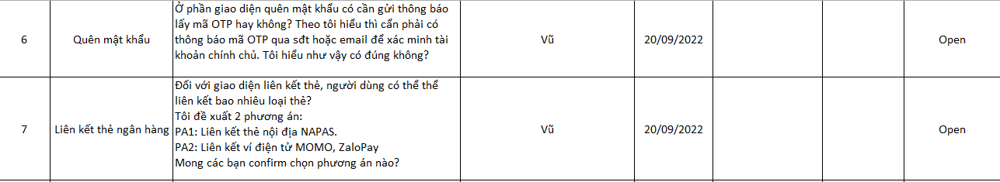 6
Quên mật khẩu
Ở phần giao diện quên mật khẩu có cần gửi thông báo
lấy mã OTP hay không? Theo tôi hiểu thì cẩn phải có
thông báo mã OTP qua sđt hoặc email để xác minh tài
khoản chính chủ. Tôi hiểu như vậy có đúng không?
Vũ
20/09/2022
Open
7
Liên kết thẻ ngân hàng
Đối với giao diện liên kết thẻ, người dùng có thể thể
liên kết bao nhiêu loại thẻ?
Tôi đề xuất 2 phương án:
PA1: Liên kết thẻ nội địa NAPAS.
PA2: Liên kết ví điện tử MOMO, ZaloPay
Mong các bạn confirm chọn phương án nào?
Vũ
20/09/2022
Open